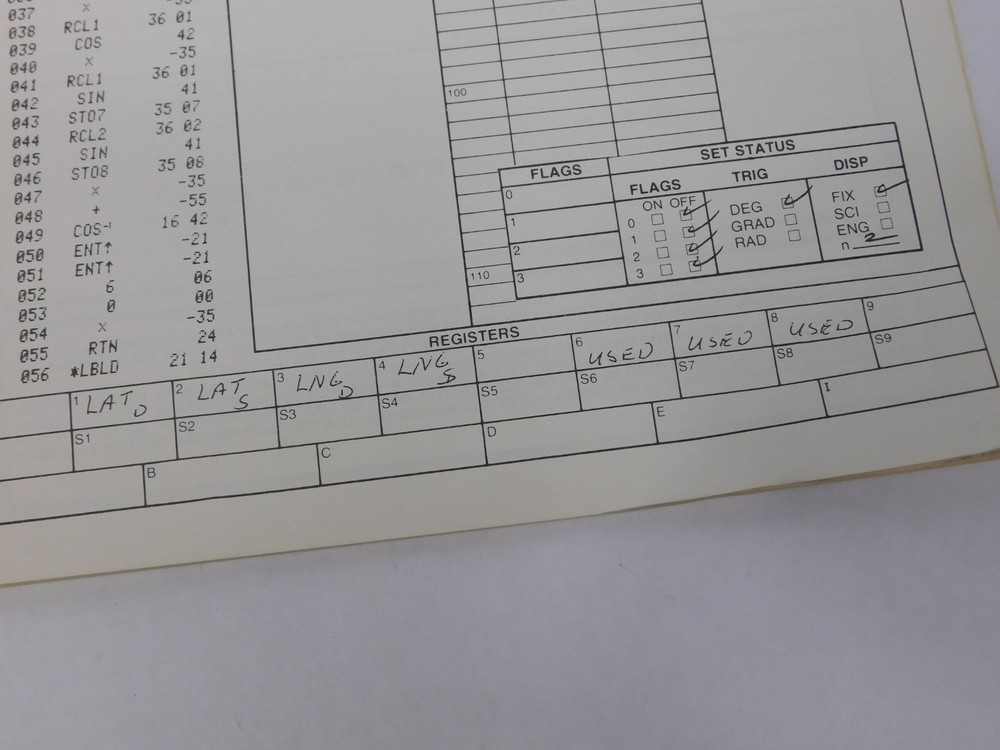 037 × -35
038 RCL1 36 01
039 COS 42
040 × -35
041 RCL1 36 01
042 SIN 41
043 STO7 35 07
044 RCL2 36 02
045 SIN 41
046 STO8 35 08
047 × -35
048 + -55
049 COS⁻¹ 16 42
050 ENT↑ -21
051 ENT↑ -21
052 6 06
053 0 00
054 × -35
055 RTN 24
056 *LBLD 21 14
100
110
FLAGS
0
1
2
3
SET STATUS
FLAGS TRIG DISP
ON OFF
0 DEG FIX
1 GRAD SCI
2 RAD ENG
3 n 2
REGISTERS
1 LAT D 2 LAT S 3 LNG D 4 LNG S 5 6 USED 7 USED 8 USED 9
S1 S2 S3 S4 S5 S6 S7 S8 S9
B C D E I